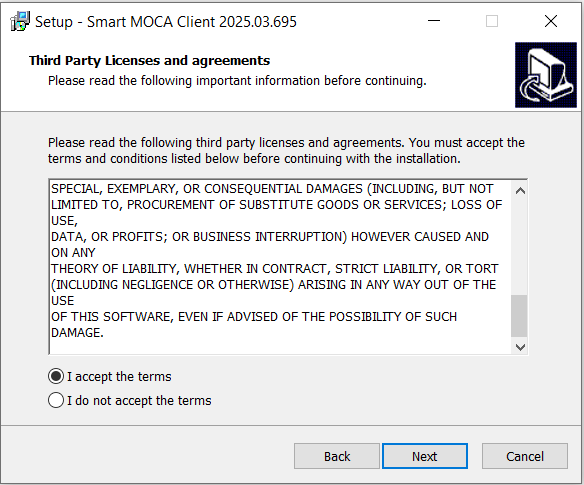 Setup - Smart MOCA Client 2025.03.695
Third Party Licenses and agreements
Please read the following important information before continuing.
Please read the following third party licenses and agreements. You must accept the
terms and conditions listed below before continuing with the installation.
SPECIAL, EXEMPLARY, OR CONSEQUENTIAL DAMAGES (INCLUDING, BUT NOT
LIMITED TO, PROCUREMENT OF SUBSTITUTE GOODS OR SERVICES; LOSS OF
USE,
DATA, OR PROFITS; OR BUSINESS INTERRUPTION) HOWEVER CAUSED AND
ON ANY
THEORY OF LIABILITY, WHETHER IN CONTRACT, STRICT LIABILITY, OR TORT
(INCLUDING NEGLIGENCE OR OTHERWISE) ARISING IN ANY WAY OUT OF THE
USE
OF THIS SOFTWARE, EVEN IF ADVISED OF THE POSSIBILITY OF SUCH
DAMAGE.
I accept the terms
I do not accept the terms
Back
Next
Cancel